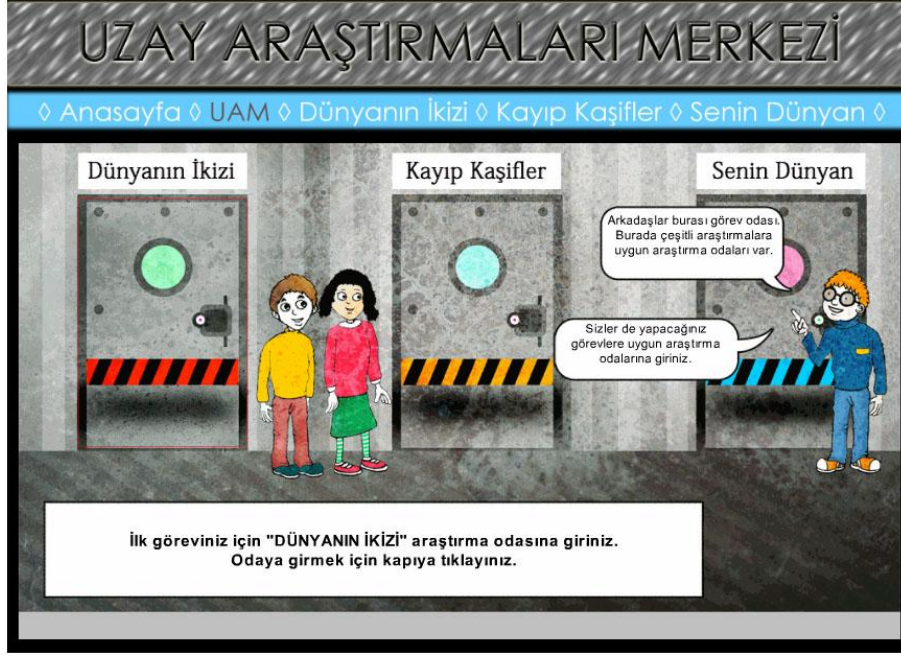 UZAY ARAŞTIRMALARI MERKEZİ
◊ Anasayfa ◊ UAM ◊ Dünyanın İkizi ◊ Kayıp Kaşifler ◊ Senin Dünyan ◊
Dünyanın İkizi
Kayıp Kaşifler
Senin Dünyan
Arkadaşlar burası görev odası.
Burada çeşitli araştırmalara
uygun araştırma odaları var.
Sizler de yapacağınız
görevlere uygun araştırma
odalarına giriniz.
İlk göreviniz için "DÜNYANIN İKİZİ" araştırma odasına giriniz.
Odaya girmek için kapıya tıklayınız.